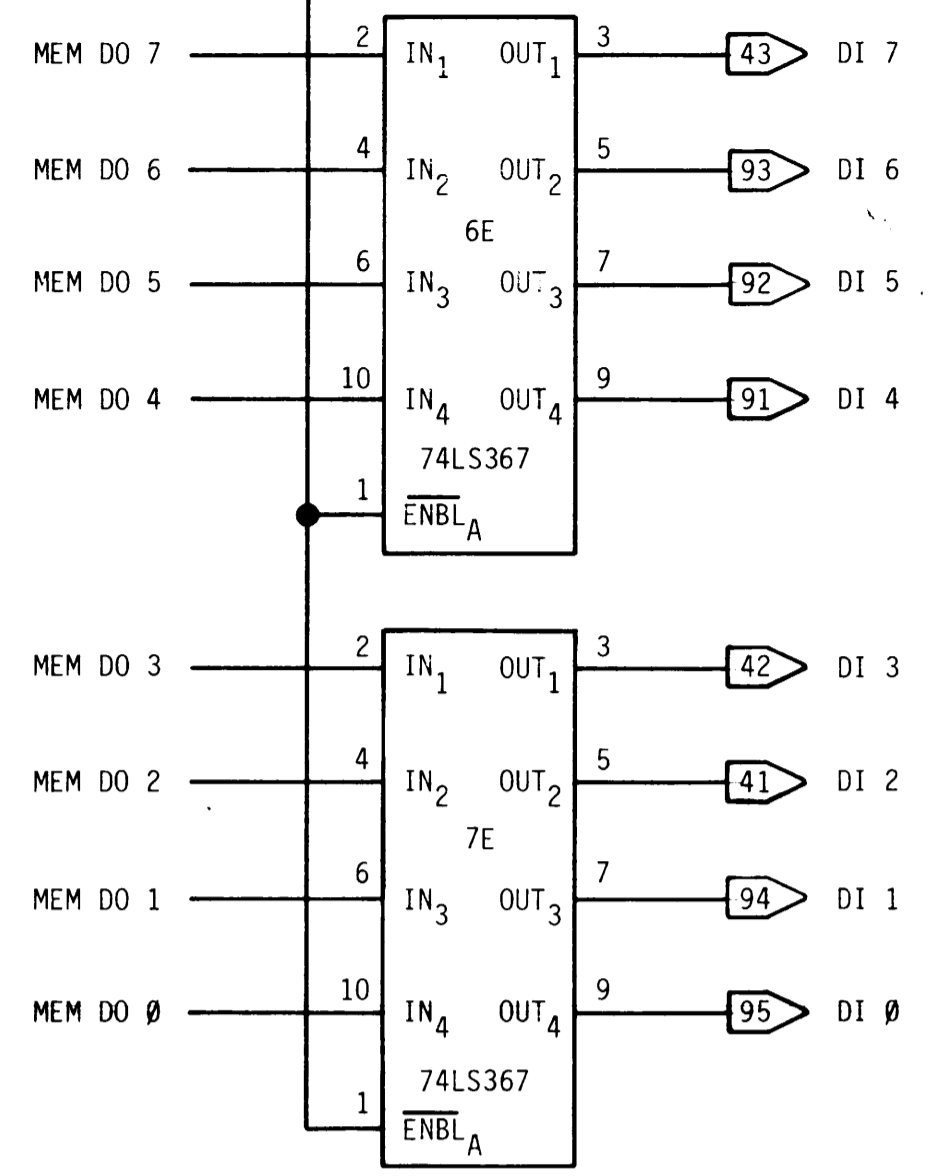 2 3
MEM DO 7 IN1 OUT1 43 DI 7
4 5
MEM DO 6 IN2 OUT2 93 DI 6
6E
6 7
MEM DO 5 IN3 OUT3 92 DI 5
10 9
MEM DO 4 IN4 OUT4 91 DI 4
74LS367
1
ENBLA
2 3
MEM DO 3 IN1 OUT1 42 DI 3
4 5
MEM DO 2 IN2 OUT2 41 DI 2
7E
6 7
MEM DO 1 IN3 OUT3 94 DI 1
10 9
MEM DO Ø IN4 OUT4 95 DI Ø
74LS367
1
ENBLA